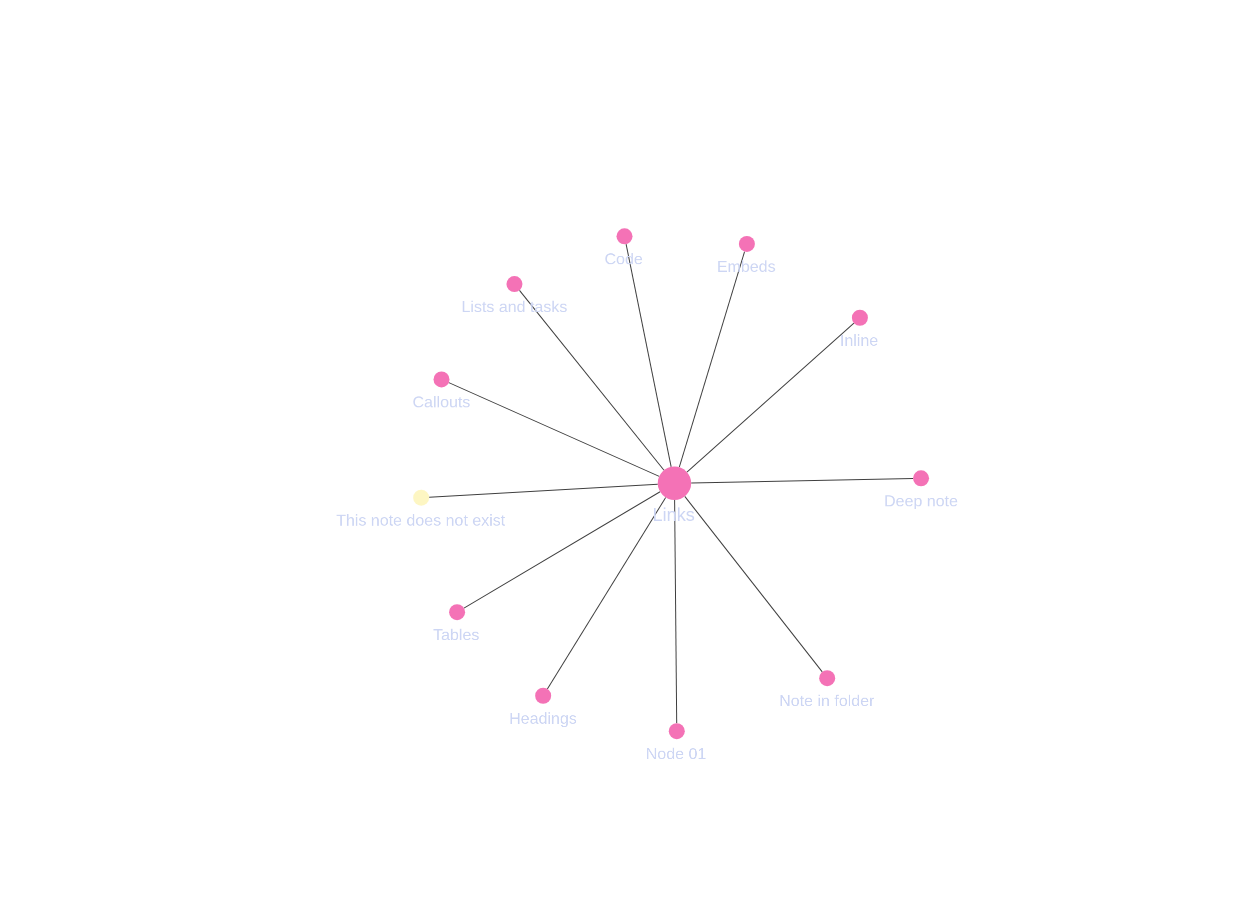 Code
Embeds
Lists and tasks
Inline
Callouts
Deep note
Links
This note does not exist
Tables
Note in folder
Headings
Node 01